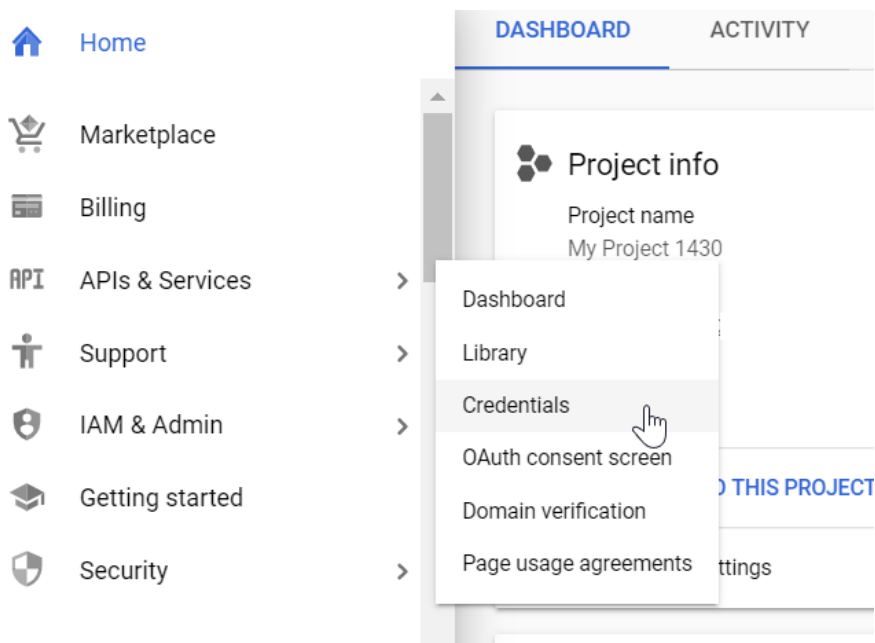 Home
Marketplace
Billing
API
APIs & Services
Support
IAM & Admin
Getting started
Security
DASHBOARD
ACTIVITY
Project info
Project name
My Project 1430
Dashboard
Library
Credentials
OAuth consent screen
Domain verification
Page usage agreements
THIS PROJECT